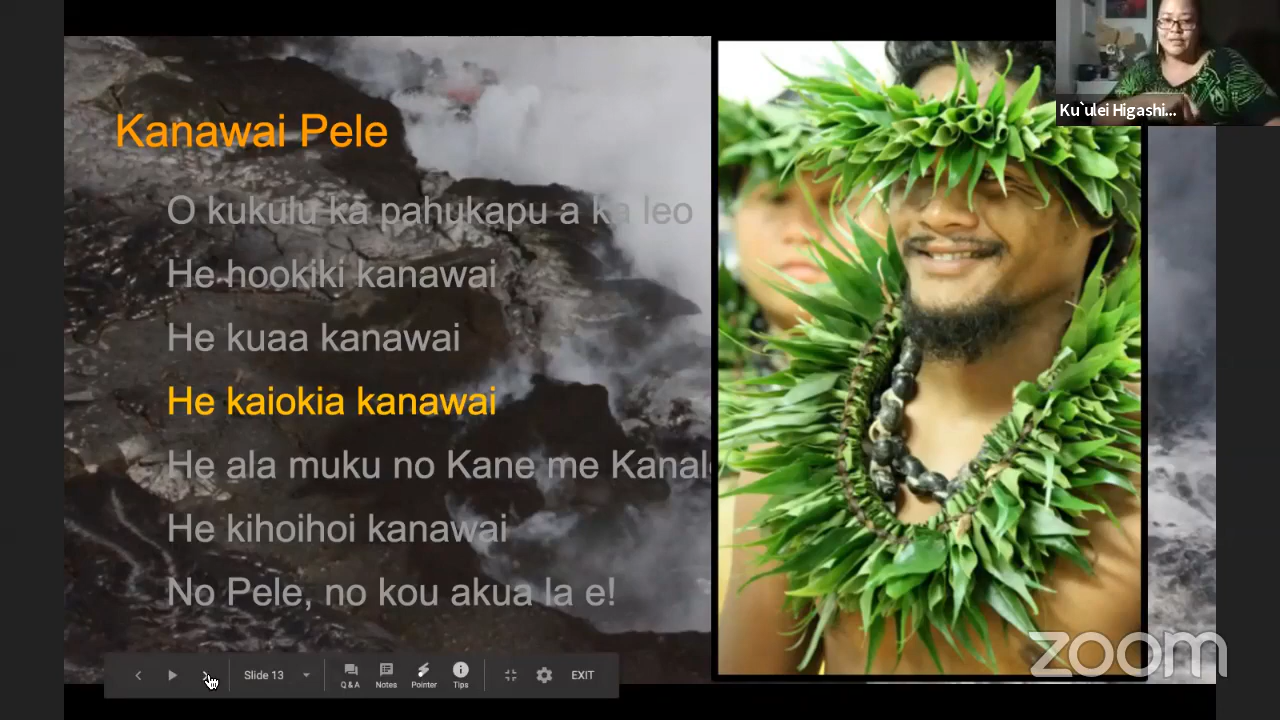 Kanawai Pele
O kukulu ka pahukapu a ka leo
He hookiki kanawai
He kuaa kanawai
He kaiokia kanawai
He ala muku no Kane me Kanal
He kihoihoi kanawai
No Pele, no kou akua la e!
Ku`ulei Higashi...
Slide 13
Q & A
Notes
Pointer
Tips
EXIT
zoom